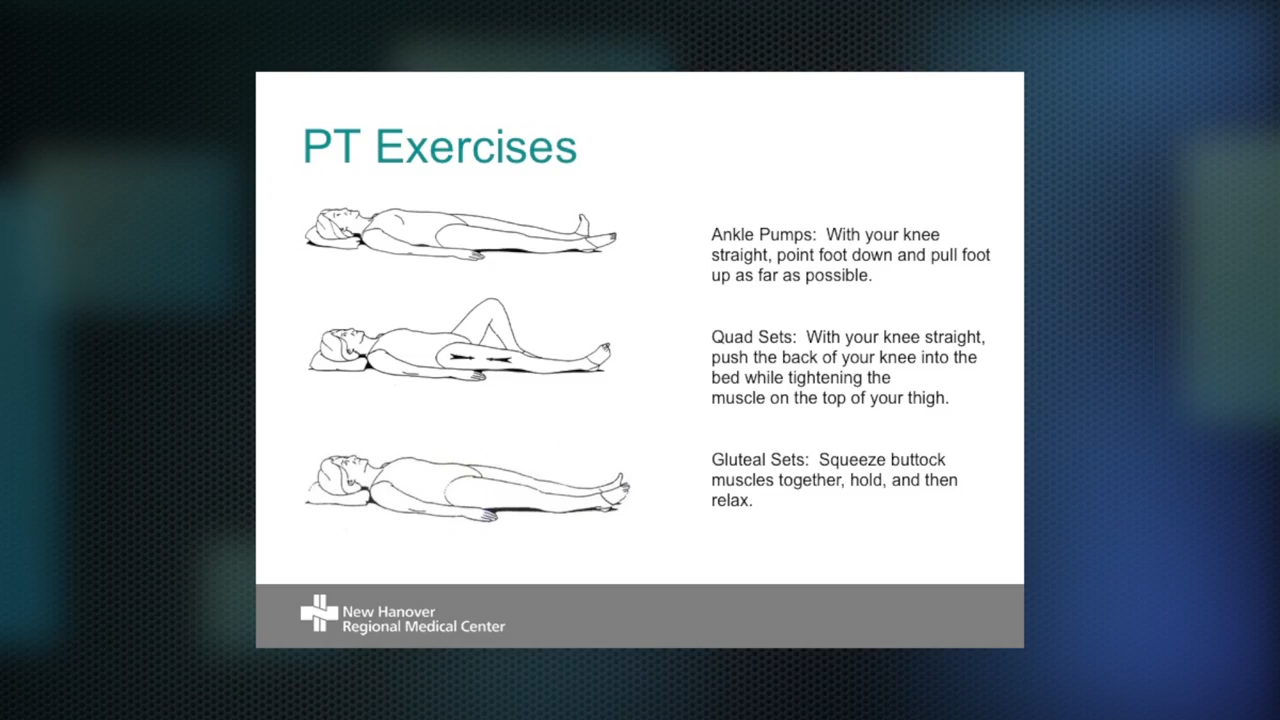 PT Exercises
Ankle Pumps:  With your knee
straight, point foot down and pull foot
up as far as possible.
Quad Sets:  With your knee straight,
push the back of your knee into the
bed while tightening the
muscle on the top of your thigh.
Gluteal Sets:  Squeeze buttock
muscles together, hold, and then
relax.
New Hanover
Regional Medical Center